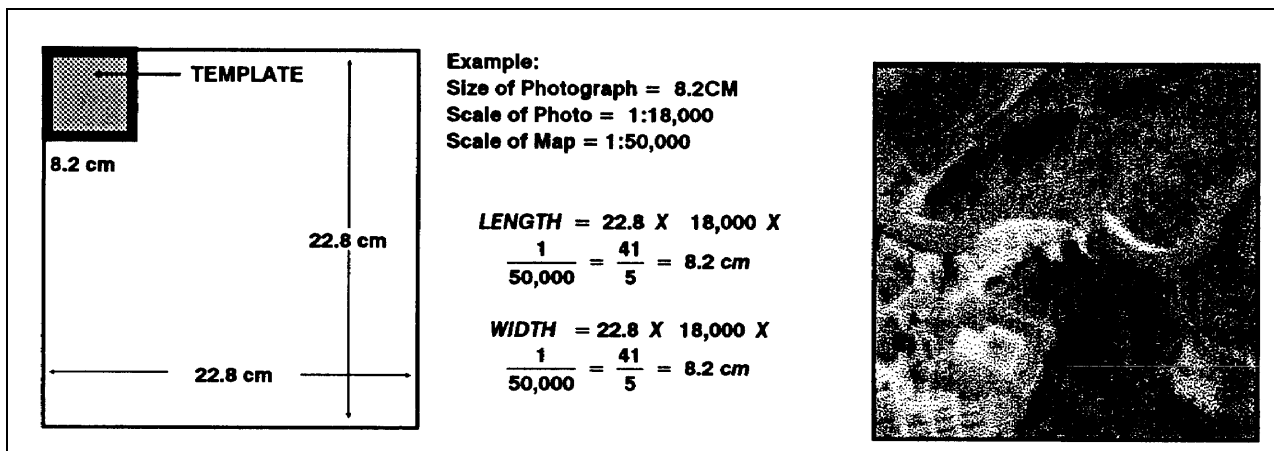 TEMPLATE
8.2 cm
22.8 cm
22.8 cm
Example:
Size of Photograph = 8.2CM
Scale of Photo = 1:18,000
Scale of Map = 1:50,000
LENGTH = 22.8 X 18,000 X
1/50,000 = 41/5 = 8.2 cm
WIDTH = 22.8 X 18,000 X
1/50,000 = 41/5 = 8.2 cm